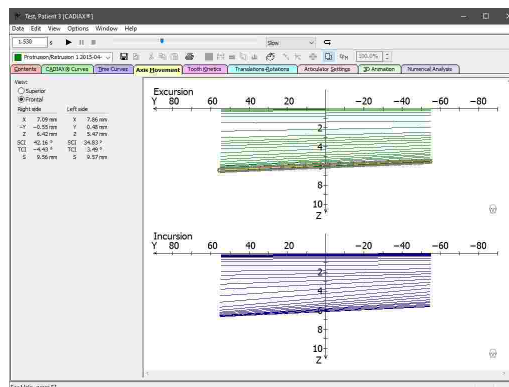 Test, Patient 3 [CADIAX®]
Data Edit View Options Window Help
1-530 s Slow
Protrusion/Retrusion 1 2015-04- 100.0%
Contents CADIAX® Curves Time Curves Axis Movement Tooth Kinetics Translations-Rotations Articulator Settings 3D Animation Numerical Analysis
View:
Superior
Frontal
Right side Left side
X 7.09 mm X 7.86 mm
-Y -0.55 mm Y 0.48 mm
Z 6.42 mm Z 5.47 mm
SCI 42.16 ° SCI 34.83 °
TCI -4.43 ° TCI 3.49 °
S 9.56 mm S 9.57 mm
Excursion
Y 80 60 40 20 -20 -40 -60 -80
2
4
6
8
10
Z
Incursion
Y 80 60 40 20 -20 -40 -60 -80
2
4
6
8
10
Z